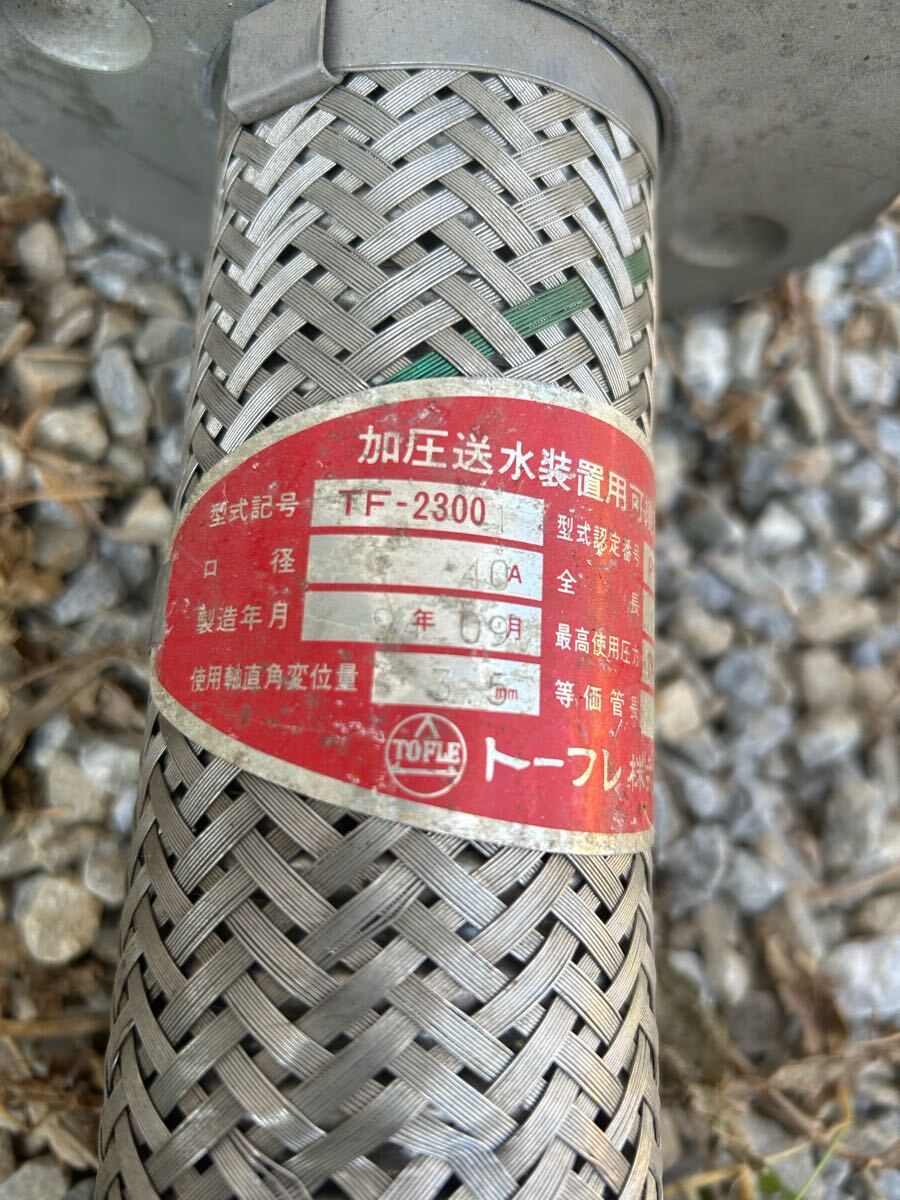 加圧送水装置用可
型式記号 TF-2300
口径 40A
製造年月 年 09月
使用軸直角変位量 35mm
型式認定番号
全長
最高使用圧力
等価管長
TOFLE トーフレ株